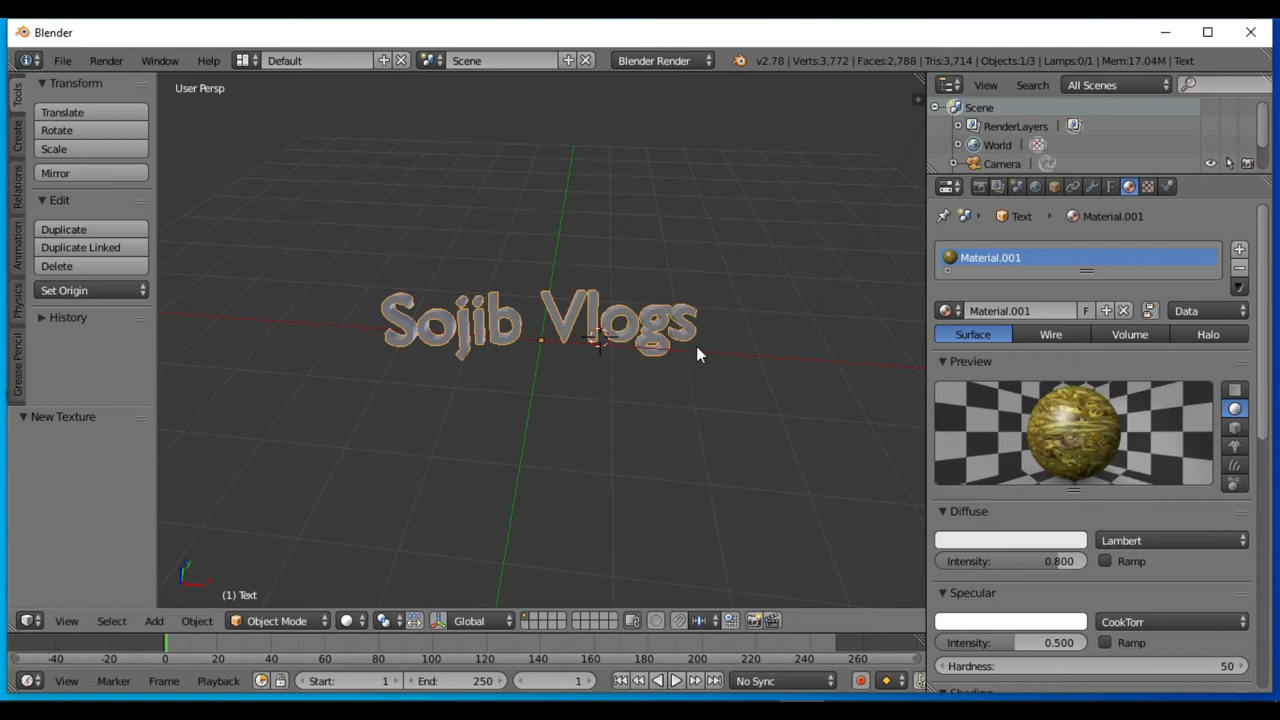 Blender
File Render Window Help Default Scene Blender Render v2.78 | Verts:3,772 | Faces:2,788 | Tris:3,714 | Objects:1/3 | Lamps:0/1 | Mem:17.04M | Text
Tools
Create
Relations
Animation
Physics
Grease Pencil
Transform
Translate
Rotate
Scale
Mirror
Edit
Duplicate
Duplicate Linked
Delete
Set Origin
History
New Texture
User Persp
Sojib Vlogs
y
x
(1) Text
View Select Add Object Object Mode Global
-40 -20 0 20 40 60 80 100 120 140 160 180 200 220 240 260
View Marker Frame Playback Start: 1 End: 250 1 No Sync
View Search All Scenes
Scene
RenderLayers
World
Camera
Text Material.001
Material.001
Material.001 F Data
Surface Wire Volume Halo
Preview
Diffuse
Lambert
Intensity: 0.800 Ramp
Specular
CookTorr
Intensity: 0.500 Ramp
Hardness: 50
Shading